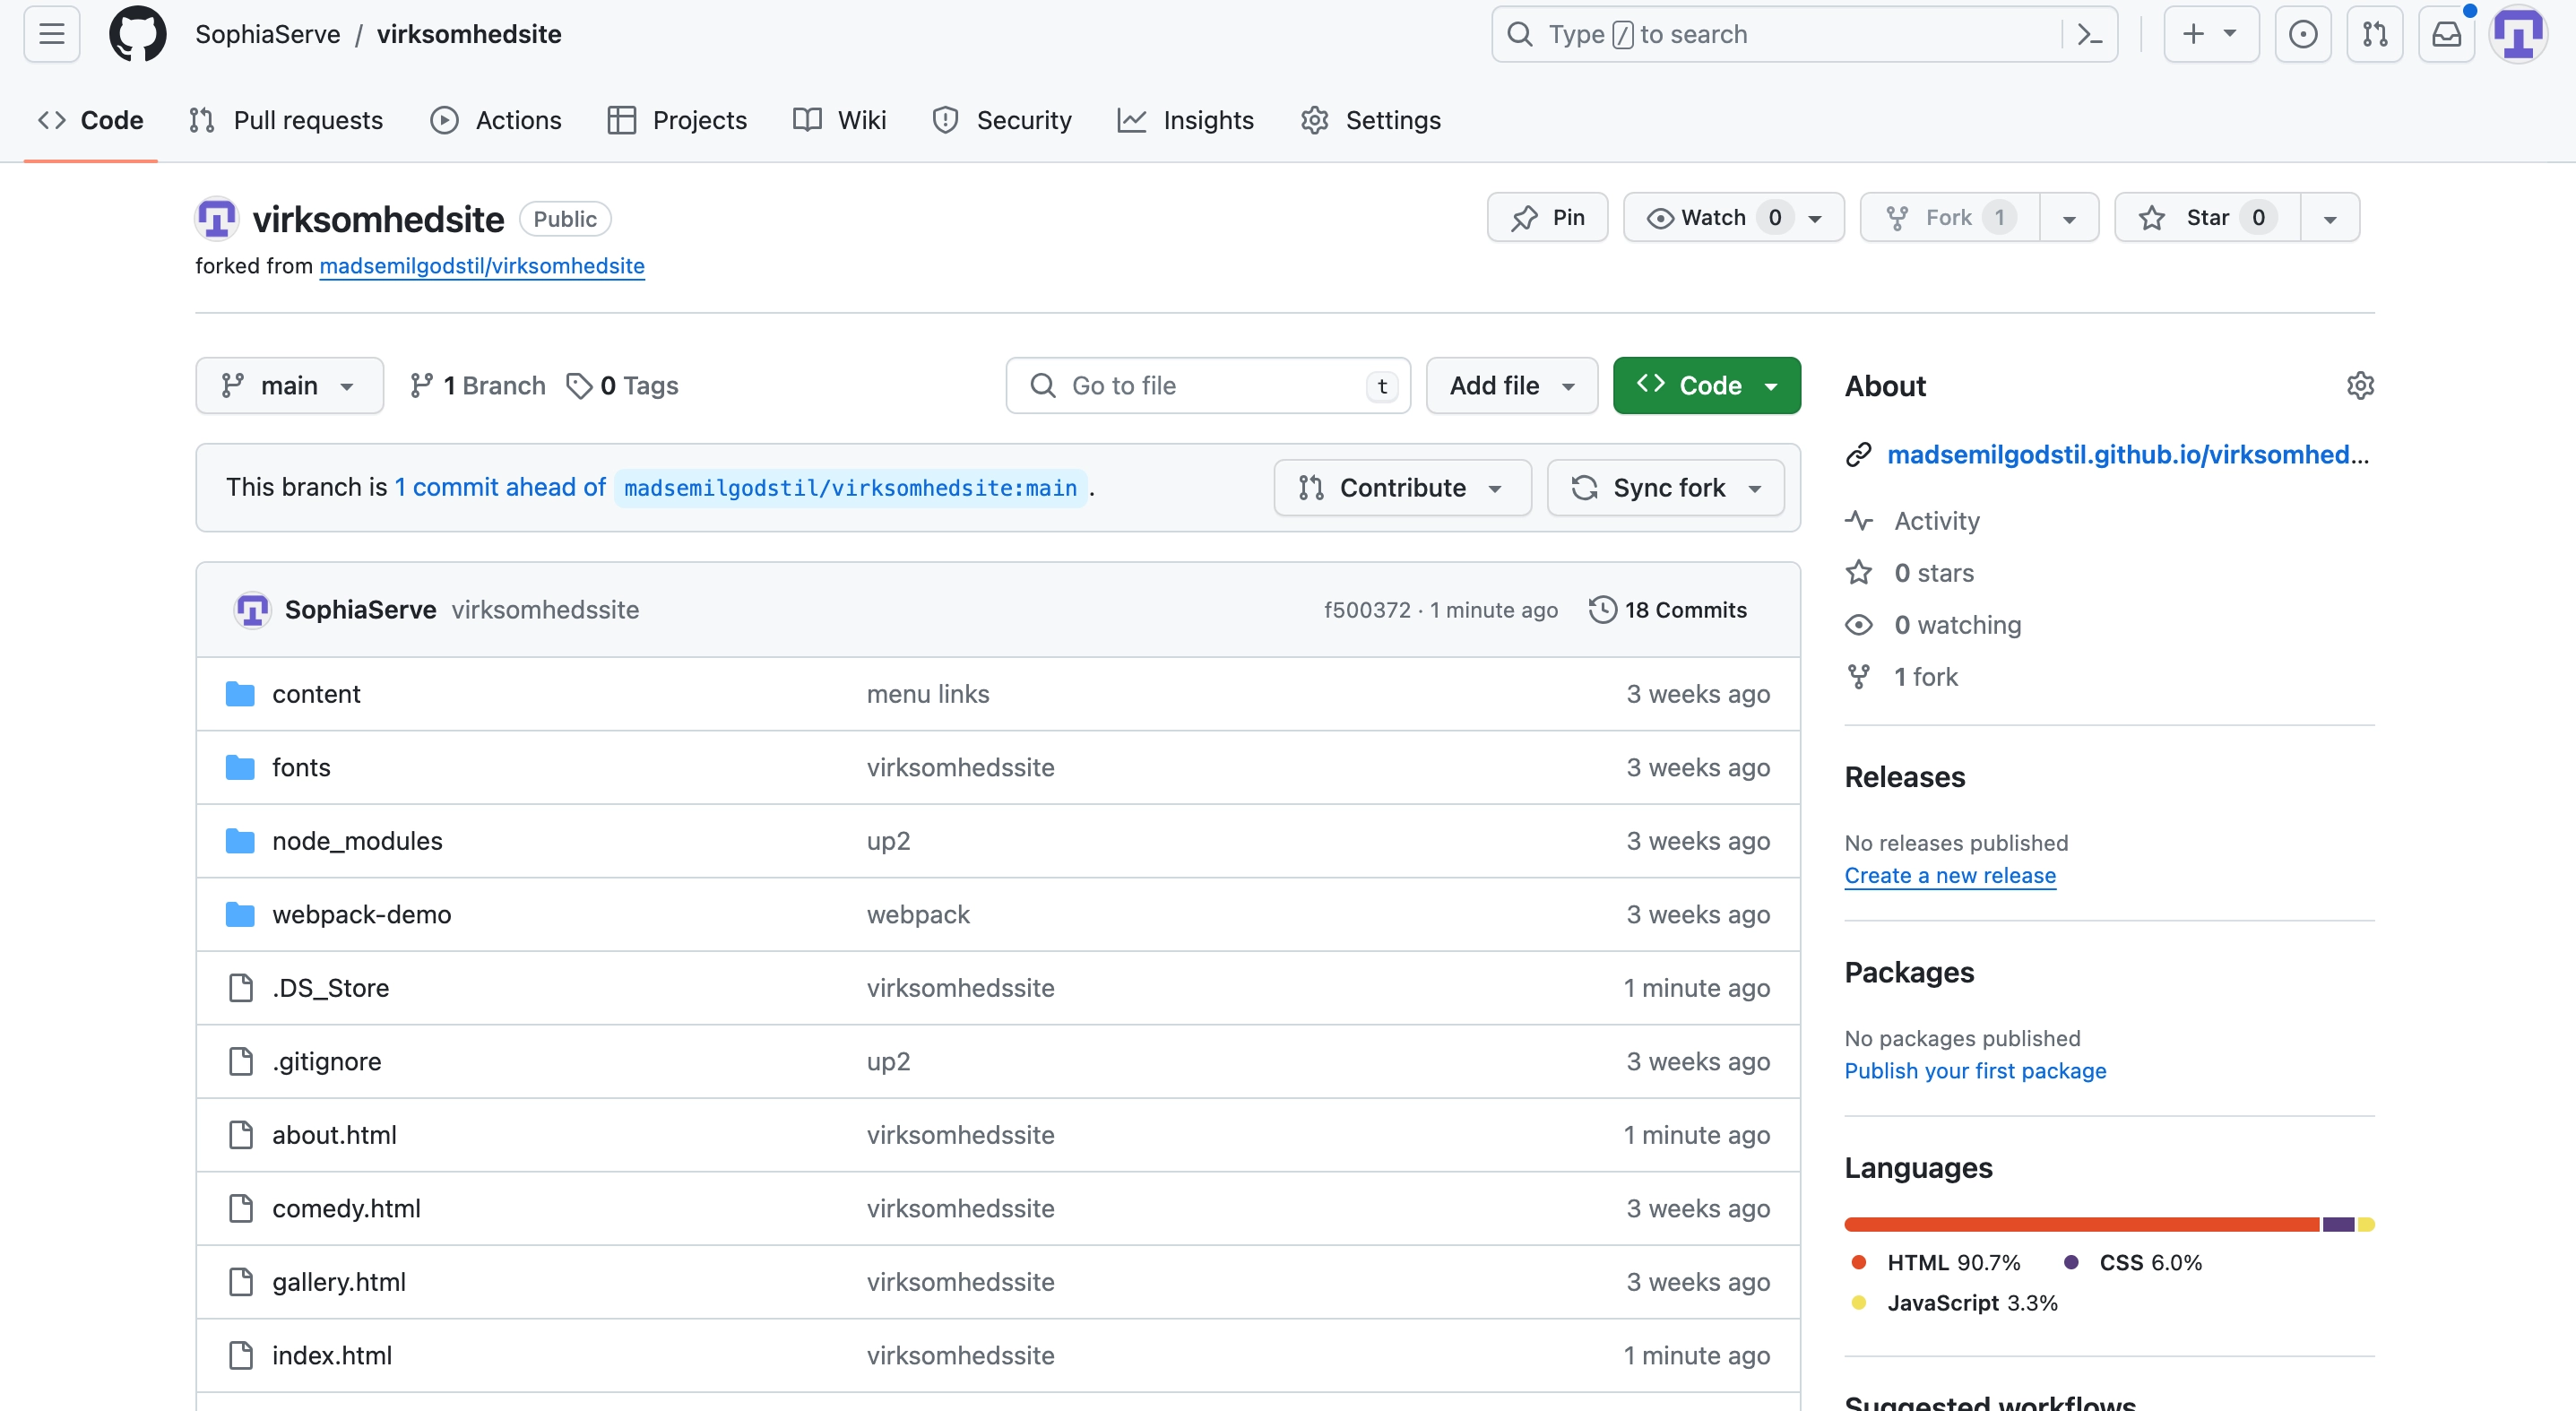 SophiaServe / virksomhedsite
Type / to search
Code Pull requests Actions Projects Wiki Security Insights Settings
virksomhedsite Public
Pin Watch 0 Fork 1 Star 0
forked from madsemilgodstil/virksomhedsite
main 1 Branch 0 Tags Go to file t Add file Code
This branch is 1 commit ahead of madsemilgodstil/virksomhedsite:main .
Contribute Sync fork
SophiaServe virksomhedssite f500372 · 1 minute ago 18 Commits
content menu links 3 weeks ago
fonts virksomhedssite 3 weeks ago
node_modules up2 3 weeks ago
webpack-demo webpack 3 weeks ago
.DS_Store virksomhedssite 1 minute ago
.gitignore up2 3 weeks ago
about.html virksomhedssite 1 minute ago
comedy.html virksomhedssite 3 weeks ago
gallery.html virksomhedssite 3 weeks ago
index.html virksomhedssite 1 minute ago
About
madsemilgodstil.github.io/virksomhed...
Activity
0 stars
0 watching
1 fork
Releases
No releases published
Create a new release
Packages
No packages published
Publish your first package
Languages
HTML 90.7% CSS 6.0%
JavaScript 3.3%
Suggested workflows